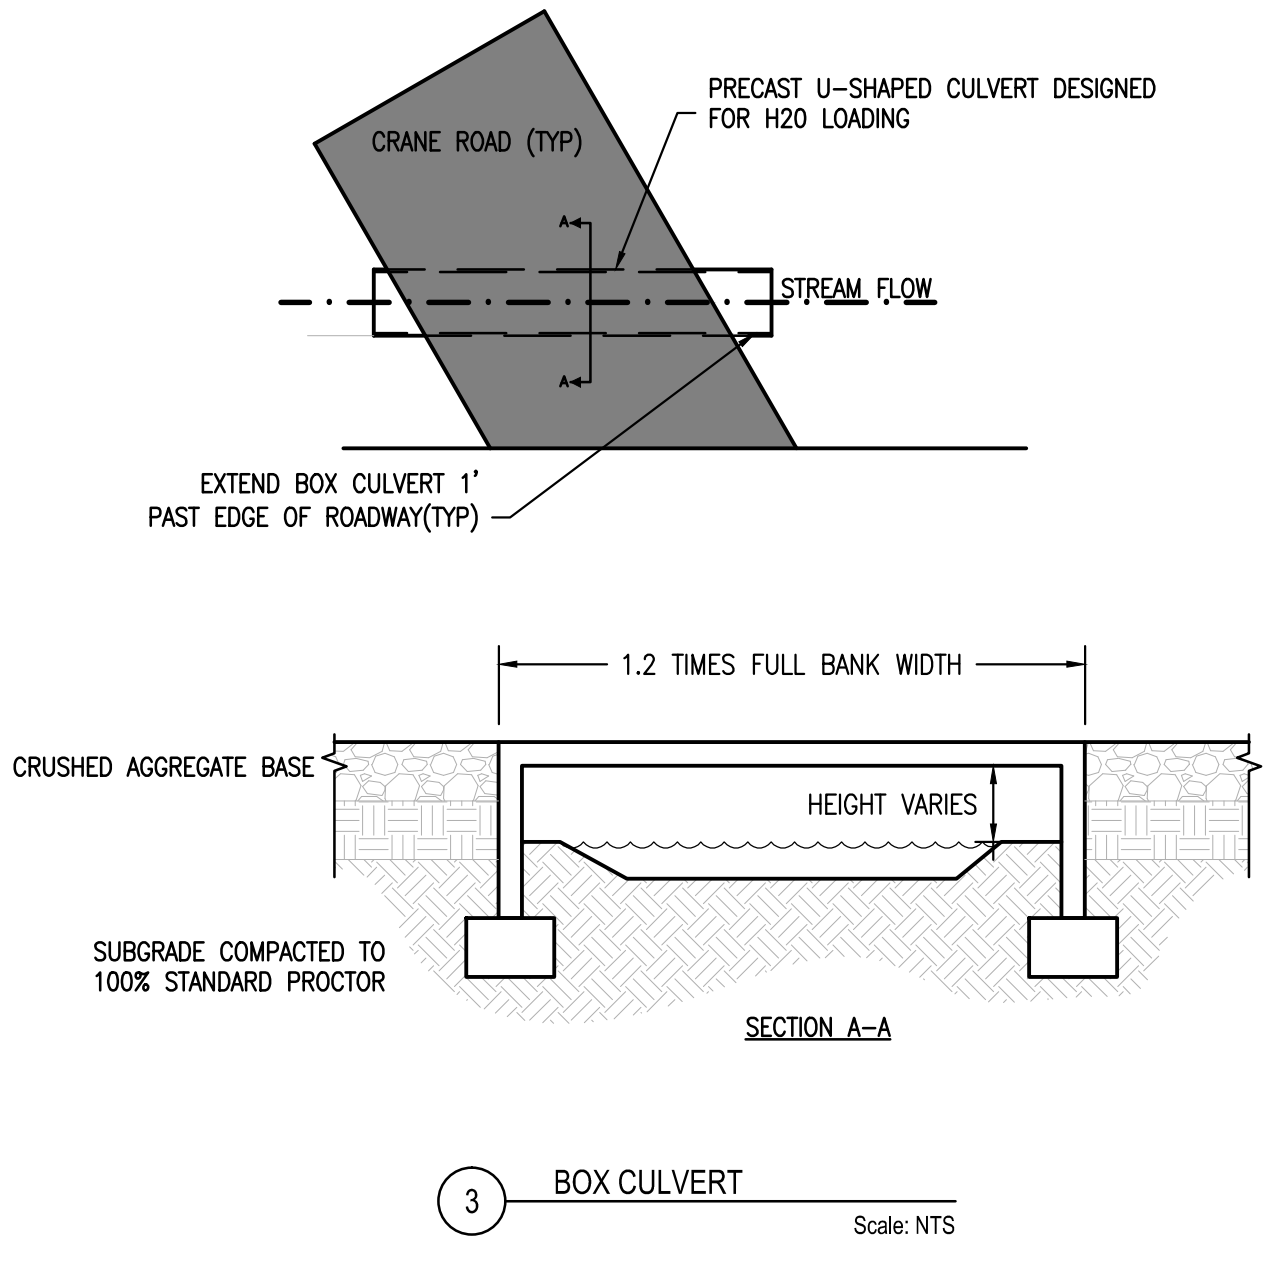 PRECAST U-SHAPED CULVERT DESIGNED
FOR H20 LOADING
CRANE ROAD (TYP)
A
STREAM FLOW
A
EXTEND BOX CULVERT 1'
PAST EDGE OF ROADWAY(TYP)
1.2 TIMES FULL BANK WIDTH
CRUSHED AGGREGATE BASE
HEIGHT VARIES
SUBGRADE COMPACTED TO
100% STANDARD PROCTOR
SECTION A-A
3
BOX CULVERT
Scale: NTS